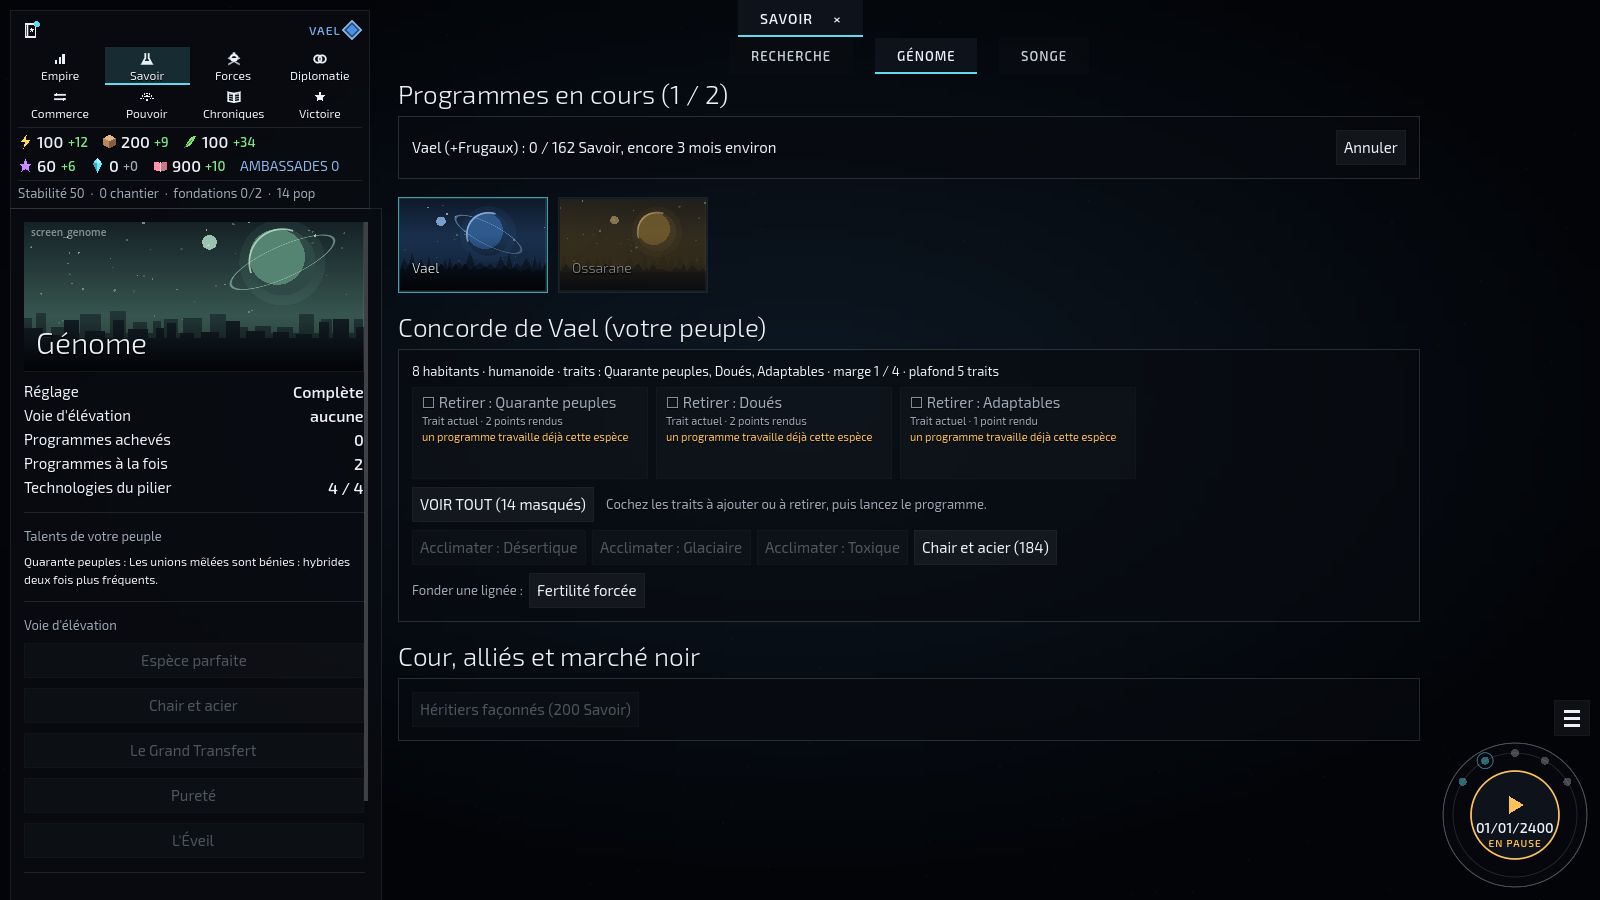 VAEL
Empire
Savoir
Forces
Diplomatie
Commerce
Pouvoir
Chroniques
Victoire
100 +12 200 +9 100 +34
60 +6 0 +0 900 +10 AMBASSADES 0
Stabilité 50 · 0 chantier · fondations 0/2 · 14 pop
screen_genome
Génome
Réglage Complète
Voie d'élévation aucune
Programmes achevés 0
Programmes à la fois 2
Technologies du pilier 4 / 4
Talents de votre peuple
Quarante peuples : Les unions mêlées sont bénies : hybrides
deux fois plus fréquents.
Voie d'élévation
Espèce parfaite
Chair et acier
Le Grand Transfert
Pureté
L'Éveil
SAVOIR ×
RECHERCHE GÉNOME SONGE
Programmes en cours (1 / 2)
Vael (+Frugaux) : 0 / 162 Savoir, encore 3 mois environ
Annuler
Vael
Ossarane
Concorde de Vael (votre peuple)
8 habitants · humanoide · traits : Quarante peuples, Doués, Adaptables · marge 1 / 4 · plafond 5 traits
Retirer : Quarante peuples
Trait actuel · 2 points rendus
un programme travaille déjà cette espèce
Retirer : Doués
Trait actuel · 2 points rendus
un programme travaille déjà cette espèce
Retirer : Adaptables
Trait actuel · 1 point rendu
un programme travaille déjà cette espèce
VOIR TOUT (14 masqués) Cochez les traits à ajouter ou à retirer, puis lancez le programme.
Acclimater : Désertique Acclimater : Glaciaire Acclimater : Toxique Chair et acier (184)
Fonder une lignée : Fertilité forcée
Cour, alliés et marché noir
Héritiers façonnés (200 Savoir)
01/01/2400
EN PAUSE